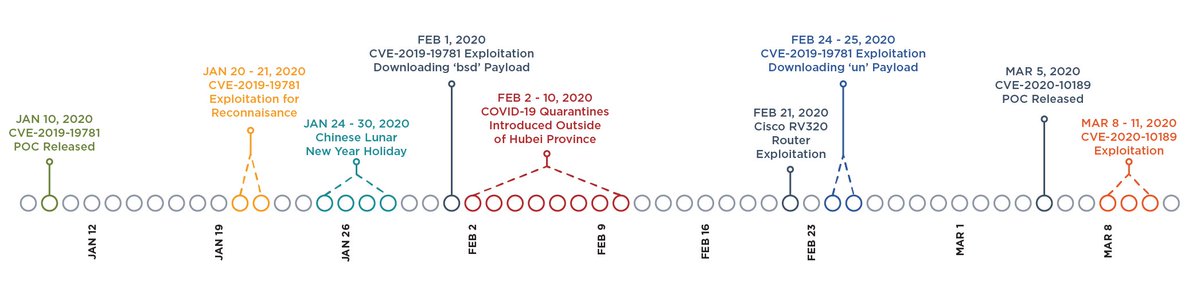 JAN 10, 2020
CVE-2019-19781
POC Released
JAN 20 - 21, 2020
CVE-2019-19781
Exploitation for
Reconnaisance
JAN 24 - 30, 2020
Chinese Lunar
New Year Holiday
FEB 1, 2020
CVE-2019-19781 Exploitation
Downloading ‘bsd’ Payload
FEB 2 - 10, 2020
COVID-19 Quarantines
Introduced Outside
of Hubei Province
FEB 21, 2020
Cisco RV320
Router
Exploitation
FEB 24 - 25, 2020
CVE-2019-19781 Exploitation
Downloading ‘un’ Payload
MAR 5, 2020
CVE-2020-10189
POC Released
MAR 8 - 11, 2020
CVE-2020-10189
Exploitation
JAN 12
JAN 19
JAN 26
FEB 2
FEB 9
FEB 16
FEB 23
MAR 1
MAR 8